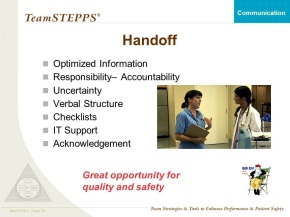 Communication
TeamSTEPPS®
Handoff
Optimized Information
Responsibility– Accountability
Uncertainty
Verbal Structure
Checklists
IT Support
Acknowledgement
Great opportunity for
quality and safety
Team Strategies & Tools to Enhance Performance & Patient Safety